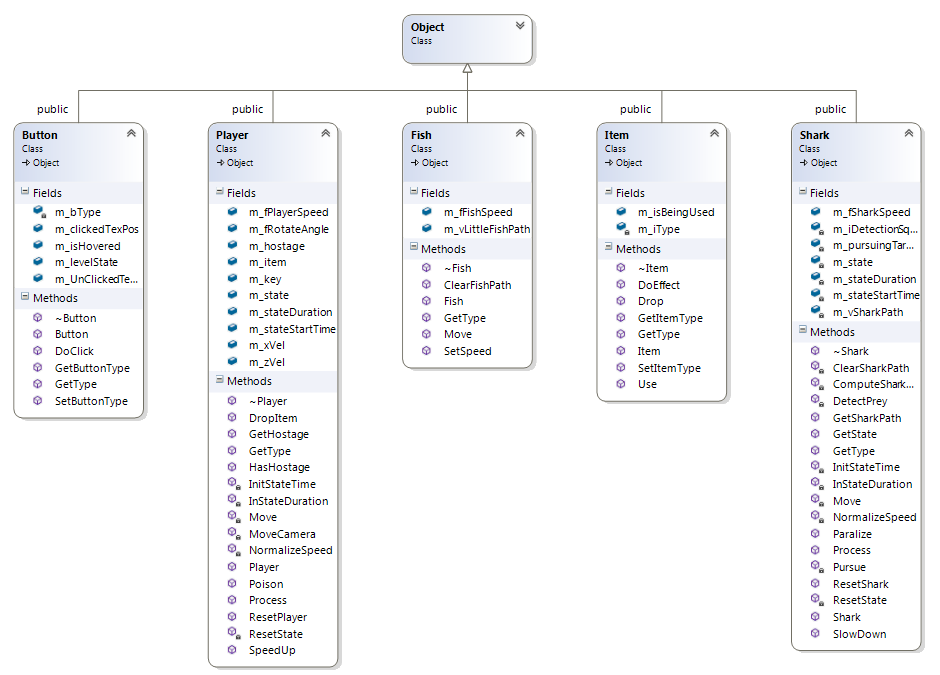 Object
Class
public
public
public
public
public
Button
Class
Object
Fields
m_bType
m_clickedTexPos
m_isHovered
m_levelState
m_UnClickedTe...
Methods
~Button
Button
DoClick
GetButtonType
GetType
SetButtonType
Player
Class
Object
Fields
m_fPlayerSpeed
m_fRotateAngle
m_hostage
m_item
m_key
m_state
m_stateDuration
m_stateStartTime
m_xVel
m_zVel
Methods
~Player
DropItem
GetHostage
GetType
HasHostage
InitStateTime
InStateDuration
Move
MoveCamera
NormalizeSpeed
Player
Poison
Process
ResetPlayer
ResetState
SpeedUp
Fish
Class
Object
Fields
m_fFishSpeed
m_vLittleFishPath
Methods
~Fish
ClearFishPath
Fish
GetType
Move
SetSpeed
Item
Class
Object
Fields
m_isBeingUsed
m_iType
Methods
~Item
DoEffect
Drop
GetItemType
GetType
Item
SetItemType
Use
Shark
Class
Object
Fields
m_fSharkSpeed
m_iDetectionSq...
m_pursuingTar...
m_state
m_stateDuration
m_stateStartTime
m_vSharkPath
Methods
~Shark
ClearSharkPath
ComputeShark...
DetectPrey
GetSharkPath
GetState
GetType
InitStateTime
InStateDuration
Move
NormalizeSpeed
Paralize
Process
Pursue
ResetShark
ResetState
Shark
SlowDown